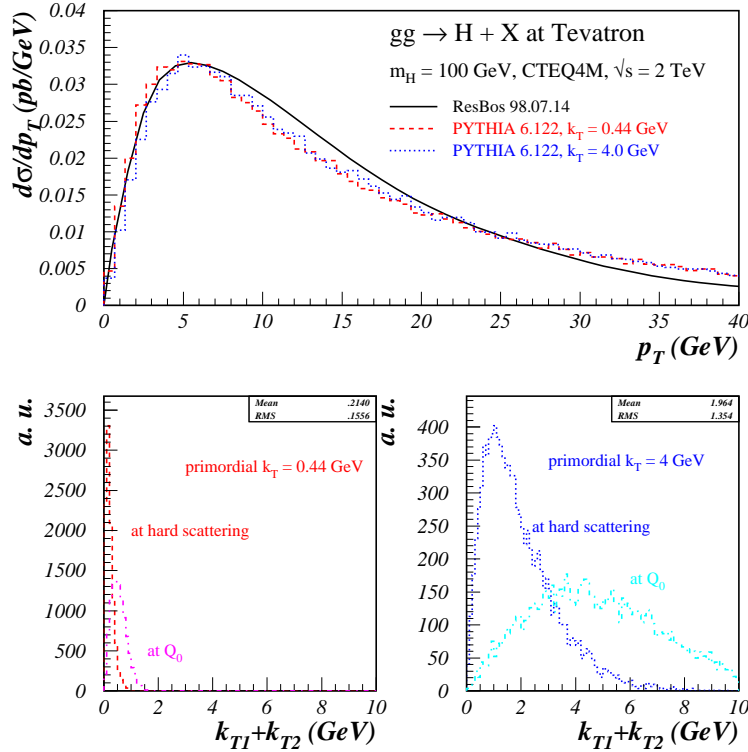 dσ/dp_T (pb/GeV)
0.04
0.035
0.03
0.025
0.02
0.015
0.01
0.005
0
gg → H + X at Tevatron
m_H = 100 GeV, CTEQ4M, √s = 2 TeV
ResBos 98.07.14
PYTHIA 6.122, k_T = 0.44 GeV
PYTHIA 6.122, k_T = 4.0 GeV
0 5 10 15 20 25 30 35 40
p_T (GeV)
a. u.
3500
3000
2500
2000
1500
1000
500
0
Mean .2140
RMS .1556
primordial k_T = 0.44 GeV
at hard scattering
at Q_0
0 2 4 6 8 10
k_T1+k_T2 (GeV)
a. u.
400
350
300
250
200
150
100
50
0
Mean 1.964
RMS 1.354
primordial k_T = 4 GeV
at hard scattering
at Q_0
0 2 4 6 8 10
k_T1+k_T2 (GeV)